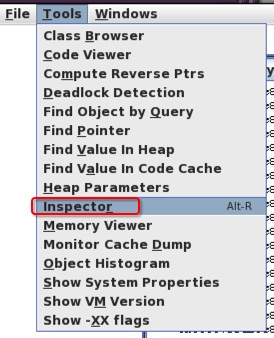 File Tools Windows
Class Browser
Code Viewer
Compute Reverse Ptrs
Deadlock Detection
Find Object by Query
Find Pointer
Find Value In Heap
Find Value In Code Cache
Heap Parameters
Inspector Alt-R
Memory Viewer
Monitor Cache Dump
Object Histogram
Show System Properties
Show VM Version
Show -XX flags